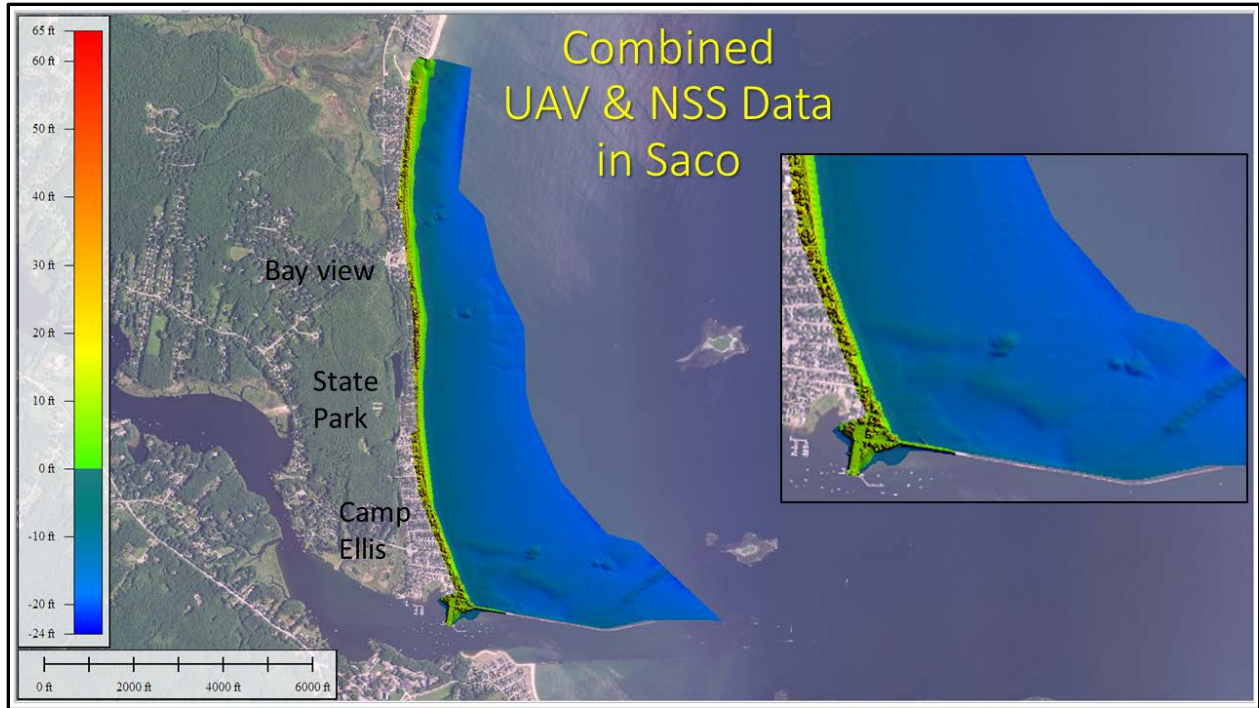 Combined
UAV & NSS Data
in Saco
65 ft
60 ft
50 ft
40 ft
30 ft
20 ft
10 ft
0 ft
-10 ft
-20 ft
-24 ft
Bay view
State
Park
Camp
Ellis
0 ft 2000 ft 4000 ft 6000 ft